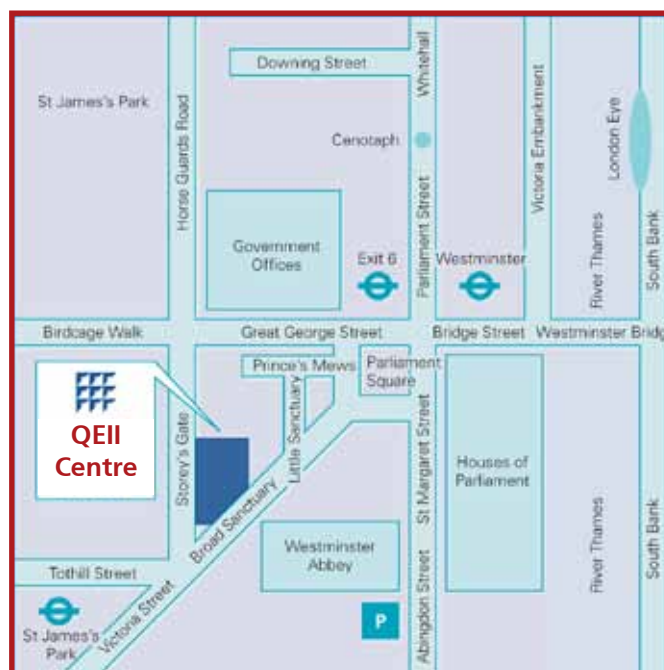 Downing Street
Whitehall
St James's Park
Horse Guards Road
Cenotaph
Victoria Embankment
London Eye
Government
Offices
Exit 6
Parliament Street
Westminster
River Thames
South Bank
Birdcage Walk
Great George Street
Bridge Street
Westminster Bridg
Prince's Mews
Parliament
Square
QEII
Centre
Storey's Gate
Little Sanctuary
Broad Sanctuary
St Margaret Street
Houses of
Parliament
Westminster
Abbey
Tothill Street
Victoria Street
Abingdon Street
River Thames
South Bank
St James's
Park
P